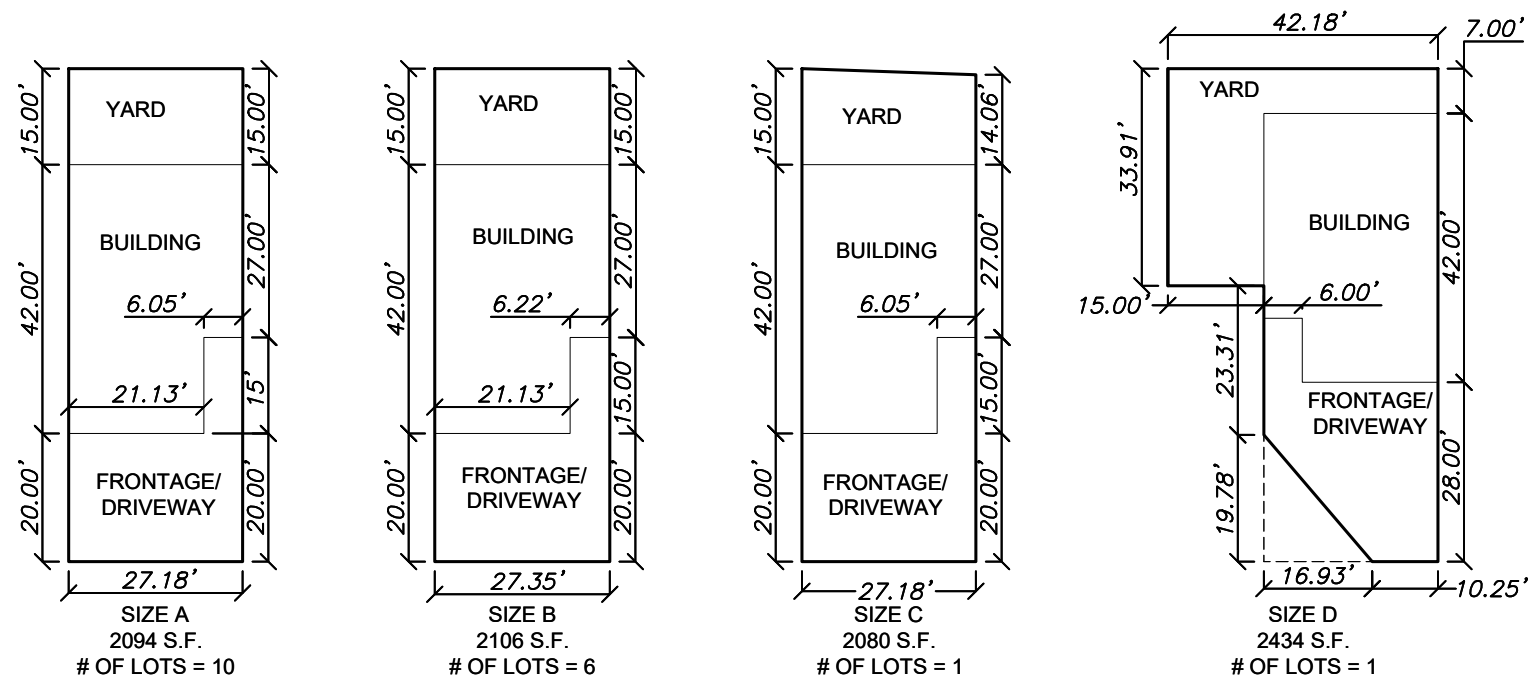 15.00'
42.00'
20.00'
YARD
BUILDING
6.05'
21.13'
FRONTAGE/
DRIVEWAY
15.00'
27.00'
15'
20.00'
27.18'
SIZE A
2094 S.F.
# OF LOTS = 10
15.00'
42.00'
20.00'
YARD
BUILDING
6.22'
21.13'
FRONTAGE/
DRIVEWAY
15.00'
27.00'
15.00'
20.00'
27.35'
SIZE B
2106 S.F.
# OF LOTS = 6
15.00'
42.00'
20.00'
YARD
BUILDING
6.05'
FRONTAGE/
DRIVEWAY
14.06'
27.00'
15.00'
20.00'
27.18'
SIZE C
2080 S.F.
# OF LOTS = 1
42.18'
7.00'
YARD
33.91'
BUILDING
42.00'
15.00'
6.00'
23.31'
FRONTAGE/
DRIVEWAY
28.00'
19.78'
16.93'
10.25'
SIZE D
2434 S.F.
# OF LOTS = 1